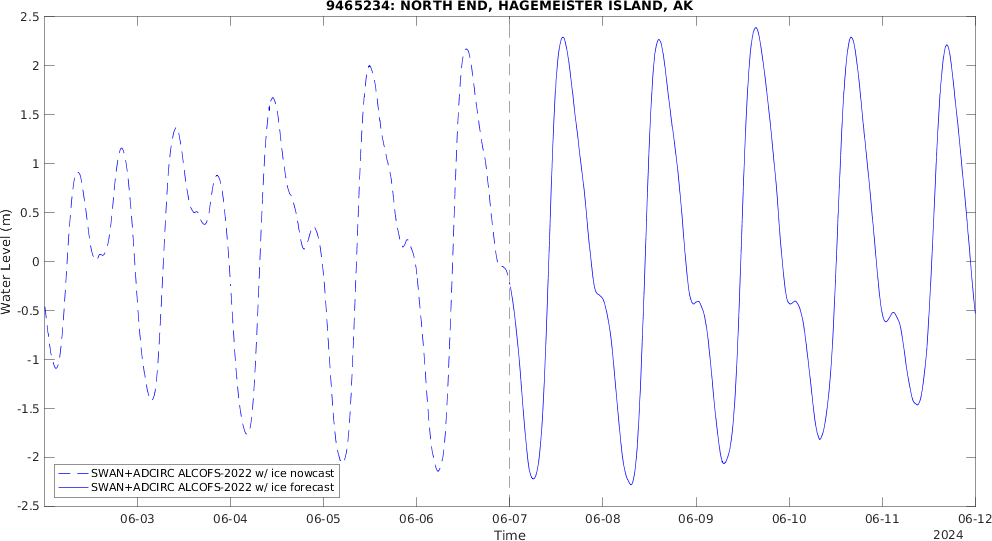 9465234: NORTH END, HAGEMEISTER ISLAND, AK
2.5
2
1.5
1
0.5
0
-0.5
-1
-1.5
-2
-2.5
Water Level (m)
SWAN+ADCIRC ALCOFS-2022 w/ ice nowcast
SWAN+ADCIRC ALCOFS-2022 w/ ice forecast
06-03 06-04 06-05 06-06 06-07 06-08 06-09 06-10 06-11 06-12
Time
2024